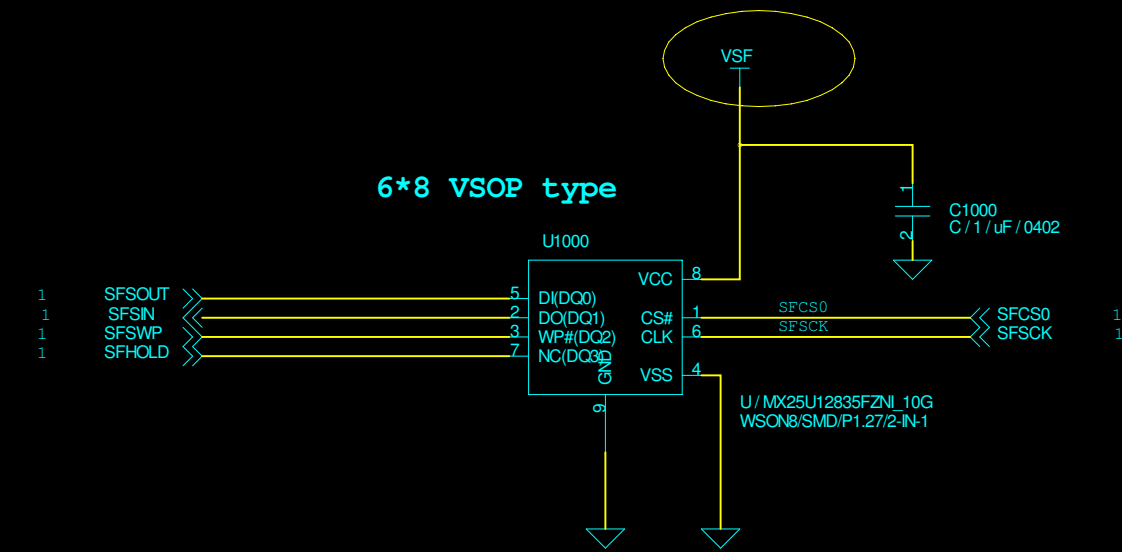 VSF
6*8 VSOP type
1
2
C1000
C / 1 / uF / 0402
U1000
VCC 8
1 SFSOUT 5 DI(DQ0)
1 SFSIN 2 DO(DQ1)
CS# 1 SFCS0 SFCS0 1
1 SFSWP 3 WP#(DQ2)
CLK 6 SFSCK SFSCK 1
1 SFHOLD 7 NC(DQ3)
GND
9
VSS 4
U / MX25U12835FZNI_10G
WSON8/SMD/P1.27/2-IN-1